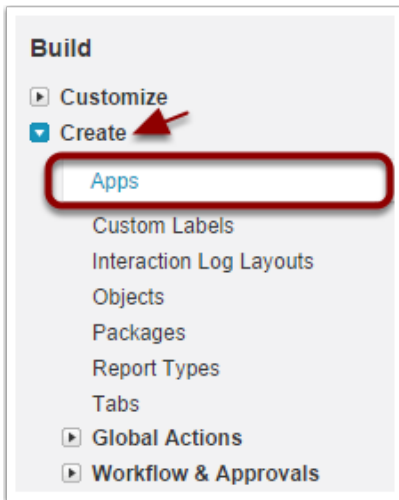 Build
Customize
Create
Apps
Custom Labels
Interaction Log Layouts
Objects
Packages
Report Types
Tabs
Global Actions
Workflow & Approvals